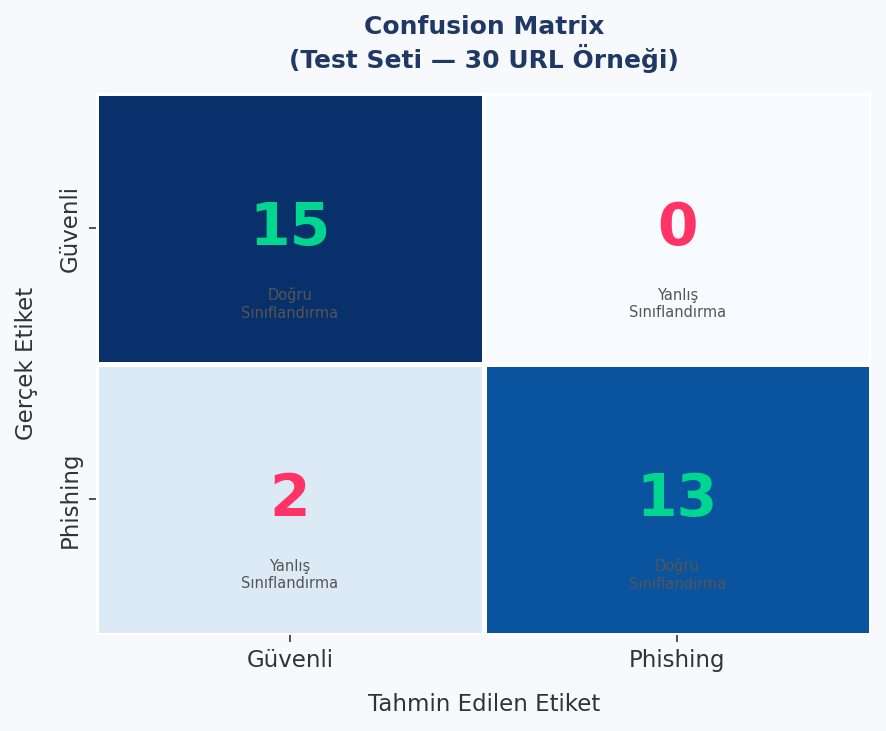 Confusion Matrix
(Test Seti — 30 URL Örneği)
Gerçek Etiket
Güvenli
15
Doğru
Sınıflandırma
0
Yanlış
Sınıflandırma
Phishing
2
Yanlış
Sınıflandırma
13
Doğru
Sınıflandırma
Güvenli
Phishing
Tahmin Edilen Etiket